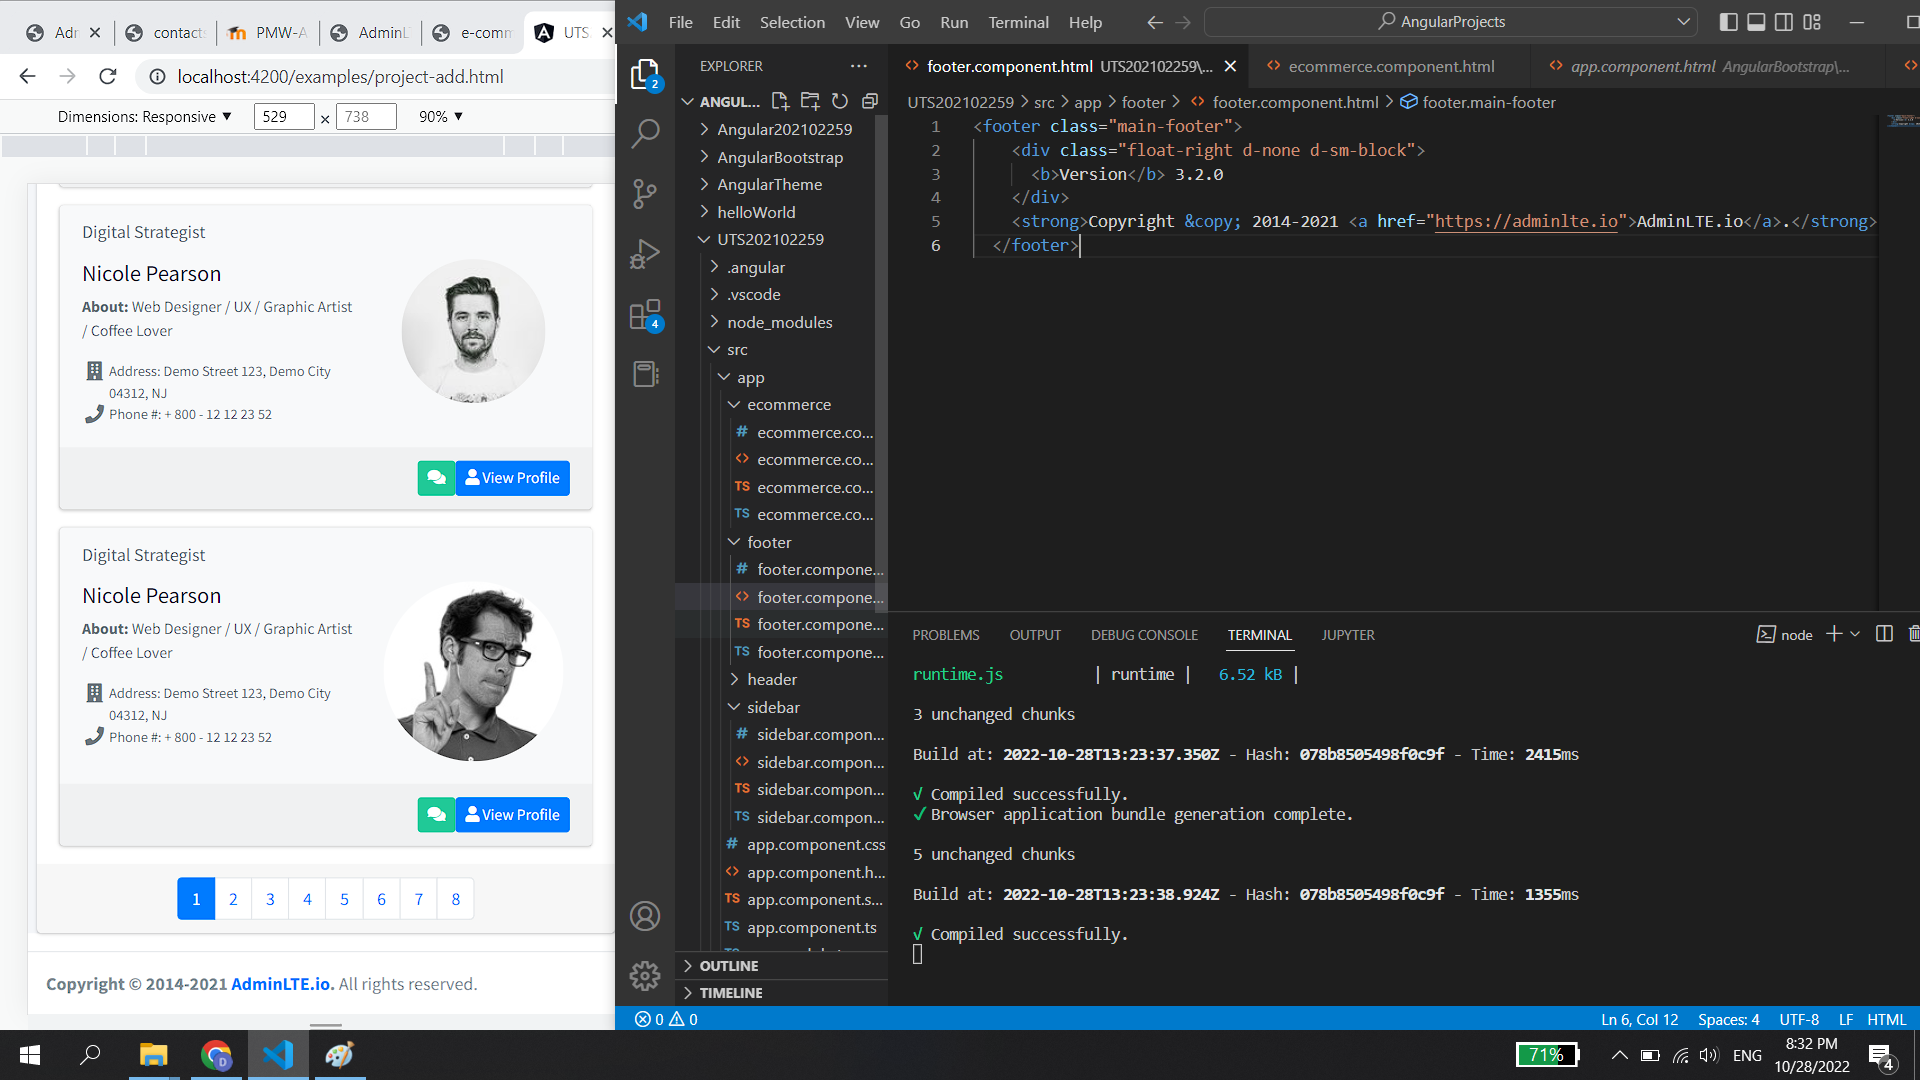 Adr
contact
PMW-A
AdminL
e-comm
UTS
localhost:4200/examples/project-add.html
Dimensions: Responsive ▼ 529 × 738 90% ▼
Digital Strategist
Nicole Pearson
About: Web Designer / UX / Graphic Artist
/ Coffee Lover
Address: Demo Street 123, Demo City
04312, NJ
Phone #: + 800 - 12 12 23 52
View Profile
Digital Strategist
Nicole Pearson
About: Web Designer / UX / Graphic Artist
/ Coffee Lover
Address: Demo Street 123, Demo City
04312, NJ
Phone #: + 800 - 12 12 23 52
View Profile
1 2 3 4 5 6 7 8
Copyright © 2014-2021 AdminLTE.io. All rights reserved.
File Edit Selection View Go Run Terminal Help
AngularProjects
2
4
EXPLORER
ANGUL...
Angular202102259
AngularBootstrap
AngularTheme
helloWorld
UTS202102259
.angular
.vscode
node_modules
src
app
ecommerce
# ecommerce.co...
<> ecommerce.co...
TS ecommerce.co...
TS ecommerce.co...
footer
# footer.compone...
<> footer.compone...
TS footer.compone...
TS footer.compone...
header
sidebar
# sidebar.compon...
<> sidebar.compon...
TS sidebar.compon...
TS sidebar.compon...
# app.component.css
<> app.component.h...
TS app.component.s...
TS app.component.ts
OUTLINE
TIMELINE
<> footer.component.html UTS202102259\...
<> ecommerce.component.html
<> app.component.html AngularBootstrap\...
UTS202102259 > src > app > footer > <> footer.component.html > footer.main-footer
1 <footer class="main-footer">
2 <div class="float-right d-none d-sm-block">
3 <b>Version</b> 3.2.0
4 </div>
5 <strong>Copyright &copy; 2014-2021 <a href="https://adminlte.io">AdminLTE.io</a>.</strong>
6 </footer>
PROBLEMS OUTPUT DEBUG CONSOLE TERMINAL JUPYTER
node
runtime.js | runtime | 6.52 kB |
3 unchanged chunks
Build at: 2022-10-28T13:23:37.350Z - Hash: 078b8505498f0c9f - Time: 2415ms
√ Compiled successfully.
✔ Browser application bundle generation complete.
5 unchanged chunks
Build at: 2022-10-28T13:23:38.924Z - Hash: 078b8505498f0c9f - Time: 1355ms
√ Compiled successfully.
0 0
Ln 6, Col 12 Spaces: 4 UTF-8 LF HTML
D
71%
ENG
8:32 PM
10/28/2022
4